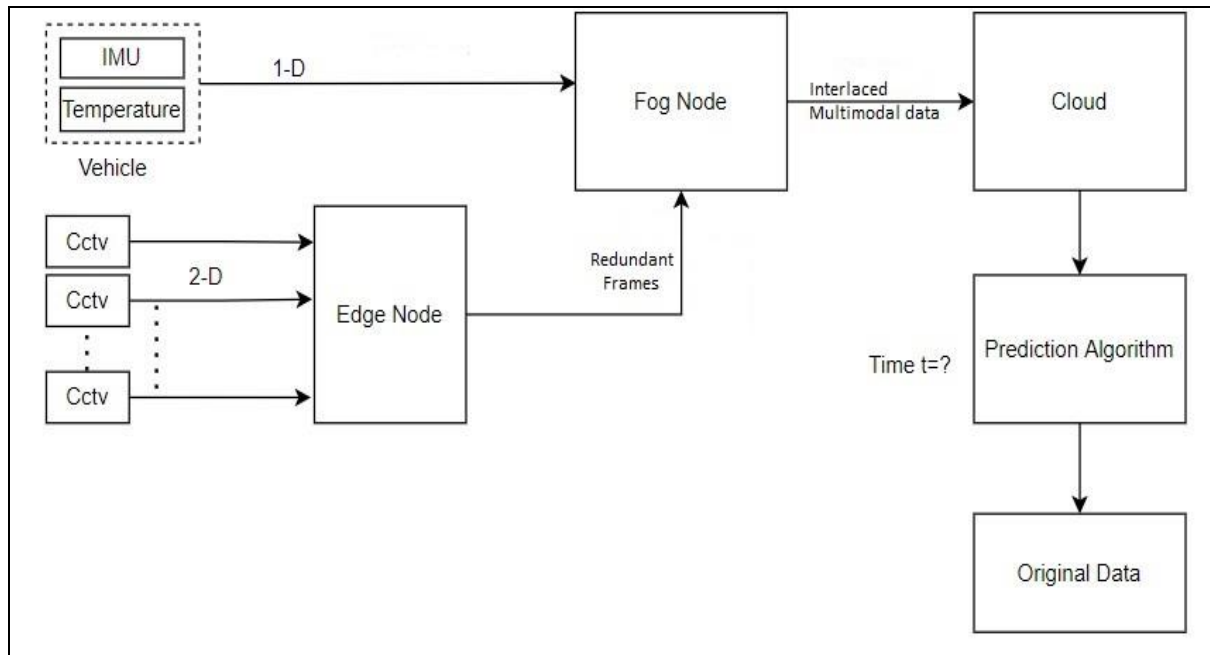 IMU
Temperature
Vehicle
1-D
Fog Node
Interlaced
Multimodal data
Cloud
Cctv
Cctv
Cctv
2-D
Edge Node
Redundant
Frames
Time t=?
Prediction Algorithm
Original Data